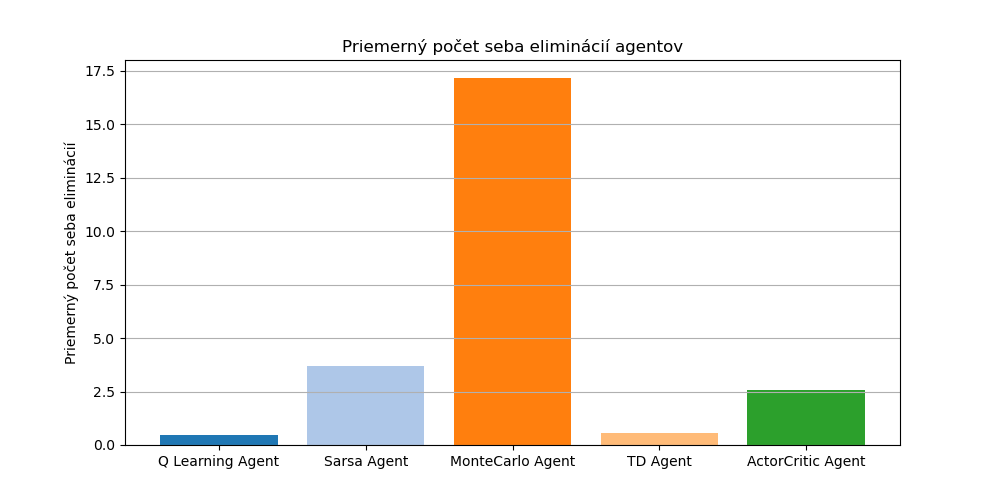 Priemerný počet seba eliminácií agentov
Priemerný počet seba eliminácií
17.5
15.0
12.5
10.0
7.5
5.0
2.5
0.0
Q Learning Agent
Sarsa Agent
MonteCarlo Agent
TD Agent
ActorCritic Agent